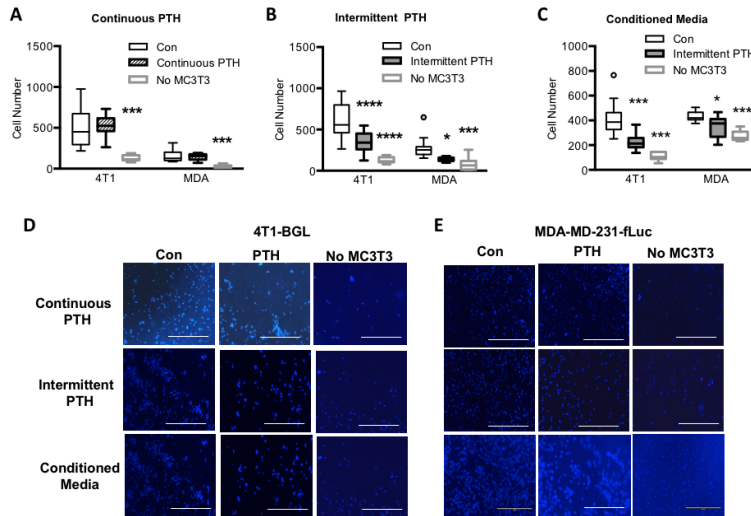 A
Continuous PTH
1500
1000
500
0
Cell Number
Con
Continuous PTH
No MC3T3
***
***
4T1
MDA
B
Intermittent PTH
1500
1000
500
0
Cell Number
Con
Intermittent PTH
No MC3T3
****
****
*
***
4T1
MDA
C
Conditioned Media
1000
800
600
400
200
0
Cell Number
Con
Intermittent PTH
No MC3T3
***
***
*
***
4T1
MDA
D
4T1-BGL
Con
PTH
No MC3T3
Continuous
PTH
Intermittent
PTH
Conditioned
Media
E
MDA-MD-231-fLuc
Con
PTH
No MC3T3